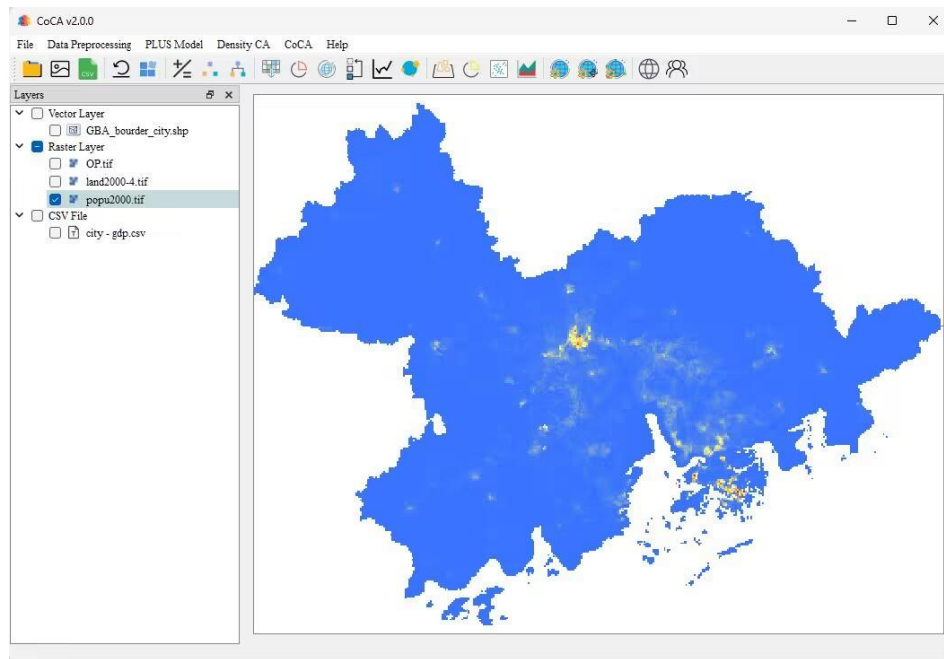 CoCA v2.0.0
File Data Preprocessing PLUS Model Density CA CoCA Help
CSV
Layers
Vector Layer
GBA_bourder_city.shp
Raster Layer
OP.tif
land2000-4.tif
popu2000.tif
CSV File
city - gdp.csv